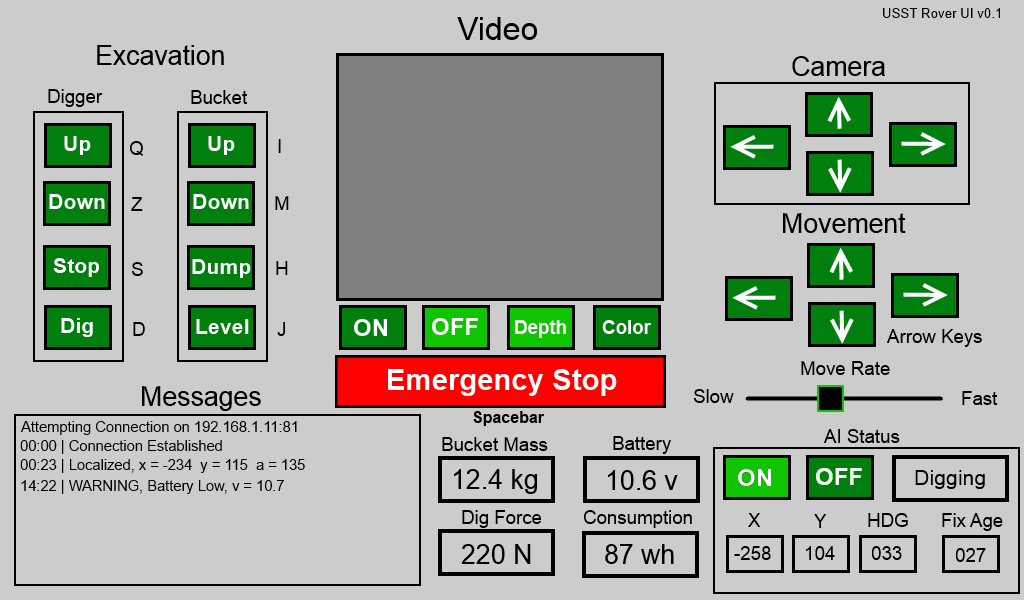 USST Rover UI v0.1
Video
Excavation
Digger
Bucket
Up
Q
Up
I
Down
Z
Down
M
Stop
S
Dump
H
Dig
D
Level
J
Camera
Movement
Arrow Keys
Move Rate
Slow
Fast
ON
OFF
Depth
Color
Emergency Stop
Spacebar
Messages
Attempting Connection on 192.168.1.11:81
00:00 | Connection Established
00:23 | Localized, x = -234  y = 115  a = 135
14:22 | WARNING, Battery Low, v = 10.7
Bucket Mass
12.4 kg
Battery
10.6 v
Dig Force
220 N
Consumption
87 wh
AI Status
ON
OFF
Digging
X
Y
HDG
Fix Age
-258
104
033
027